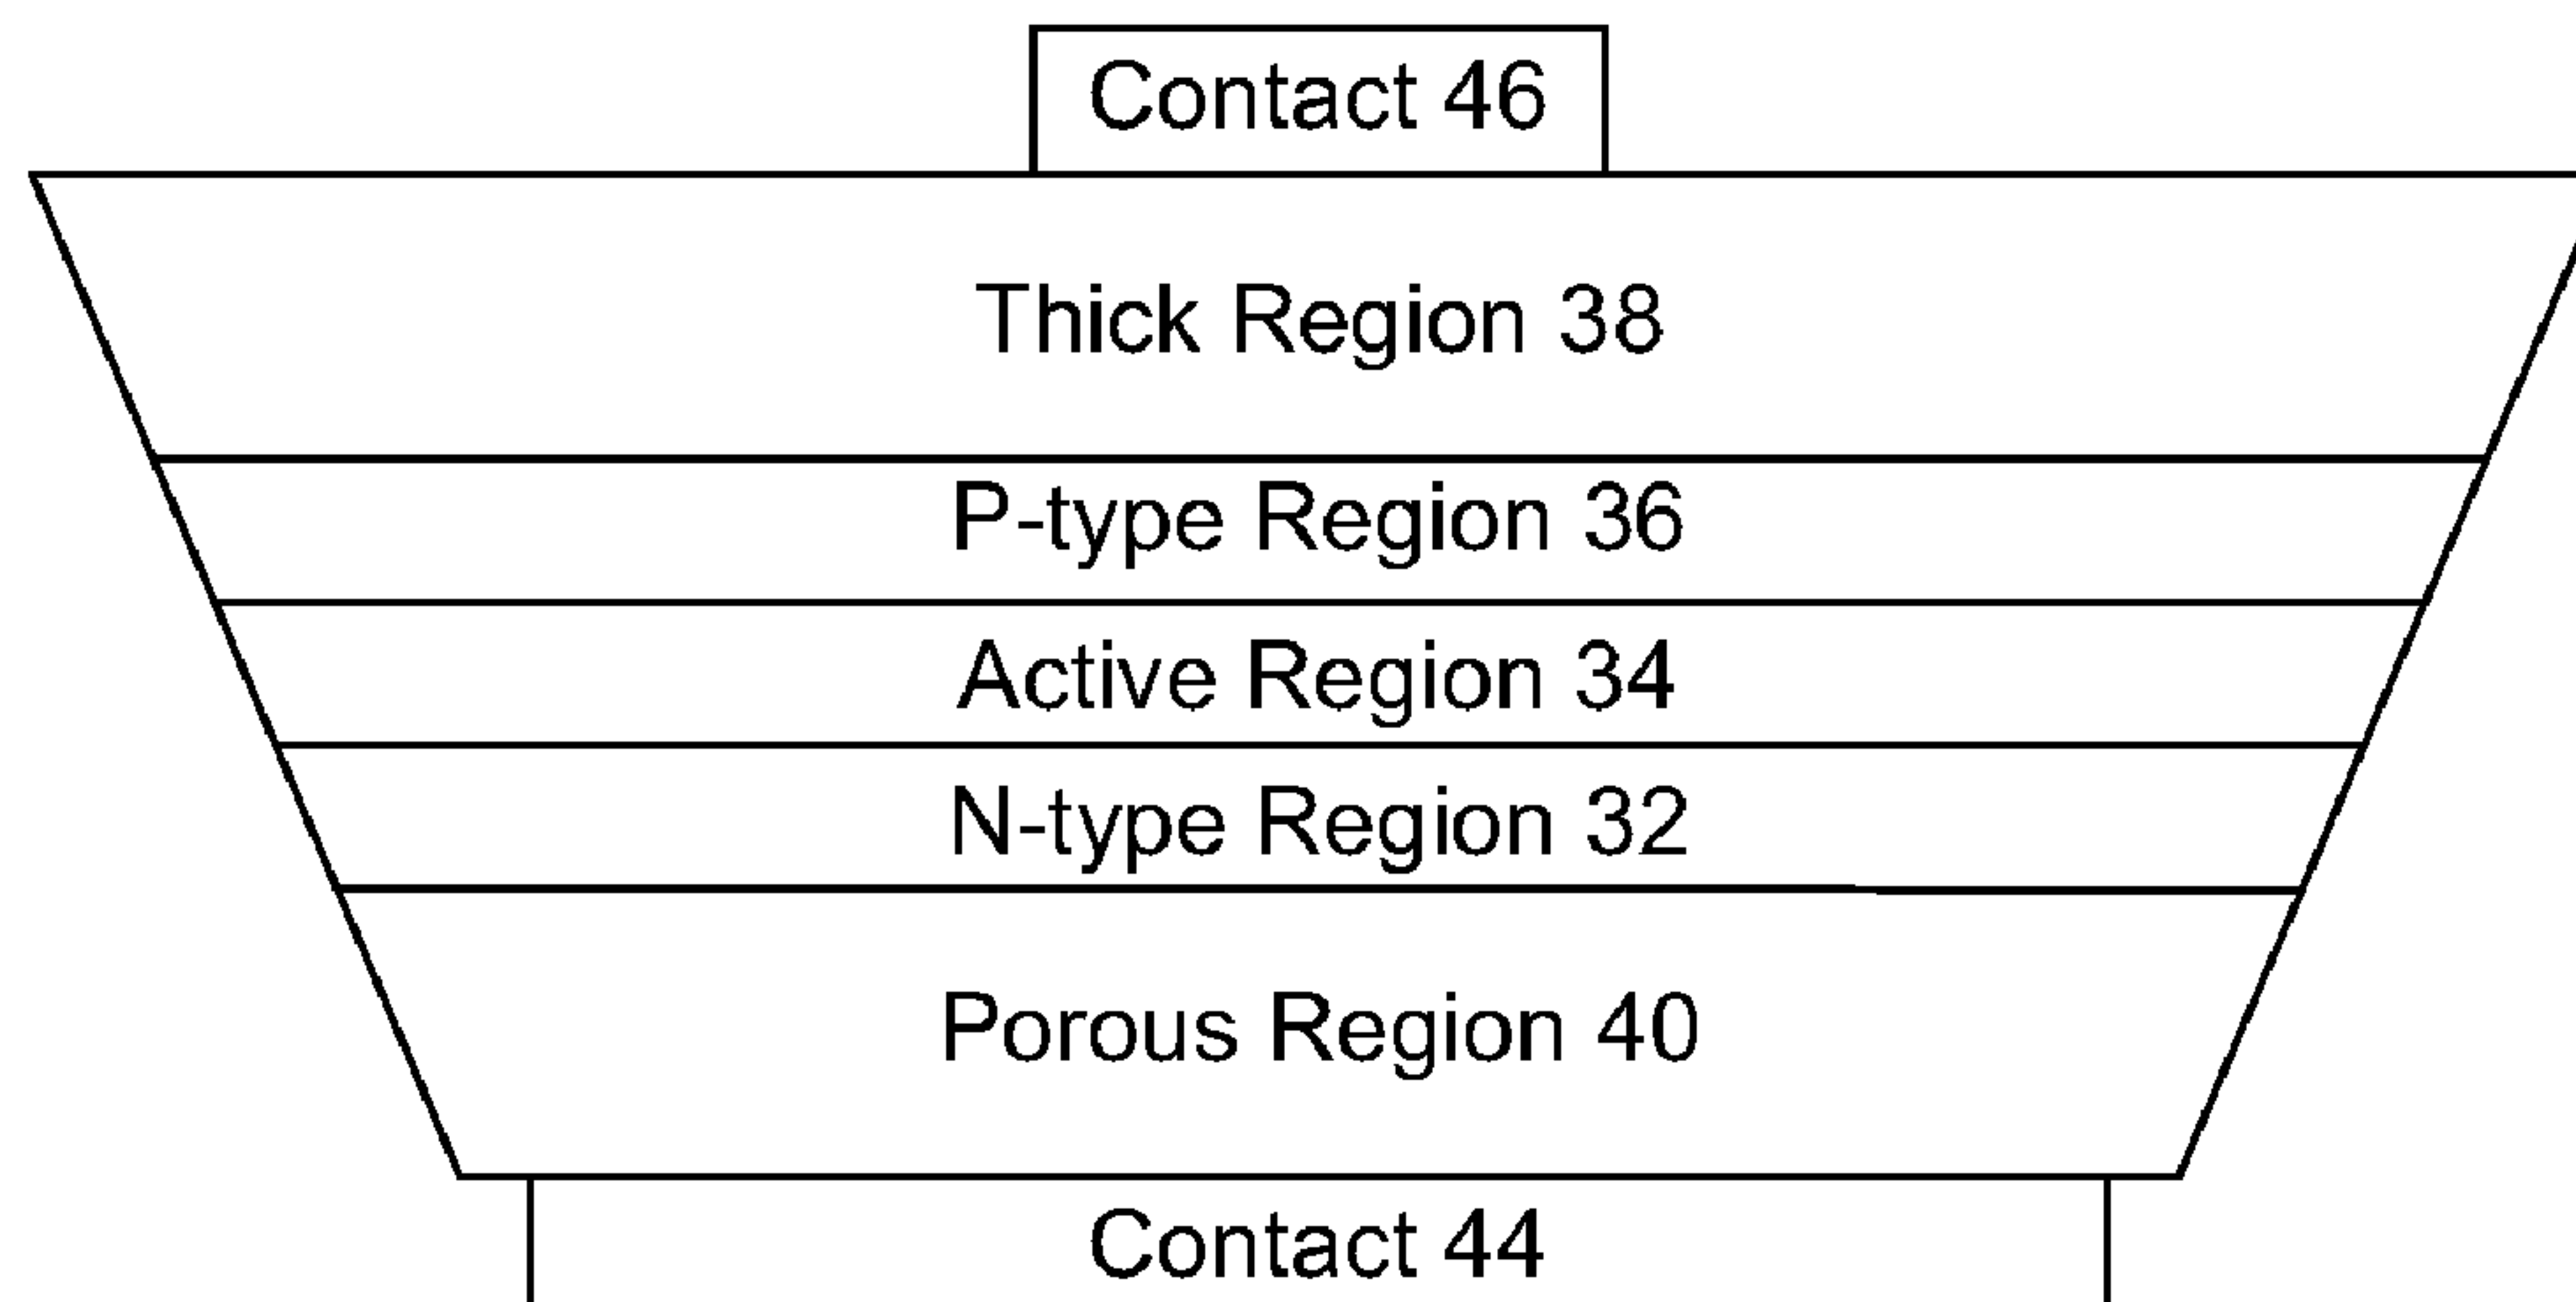 Contact 46
Thick Region 38
P-type Region 36
Active Region 34
N-type Region 32
Porous Region 40
Contact 44